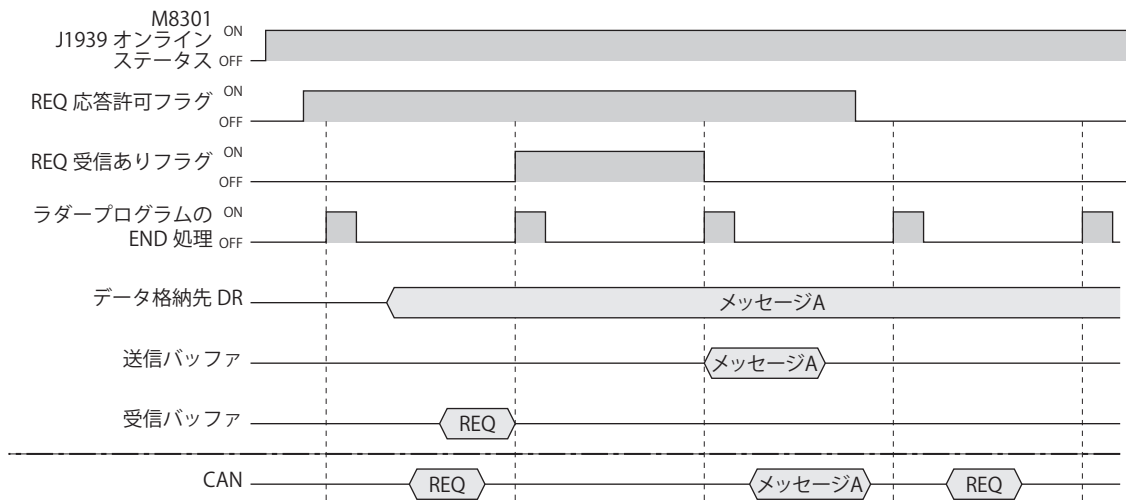 M8301
J1939 オンライン
ステータス
ON
OFF
REQ 応答許可フラグ
ON
OFF
REQ 受信ありフラグ
ON
OFF
ラダープログラムの
END 処理
ON
OFF
データ格納先 DR
メッセージA
送信バッファ
メッセージA
受信バッファ
REQ
CAN
REQ
メッセージA
REQ